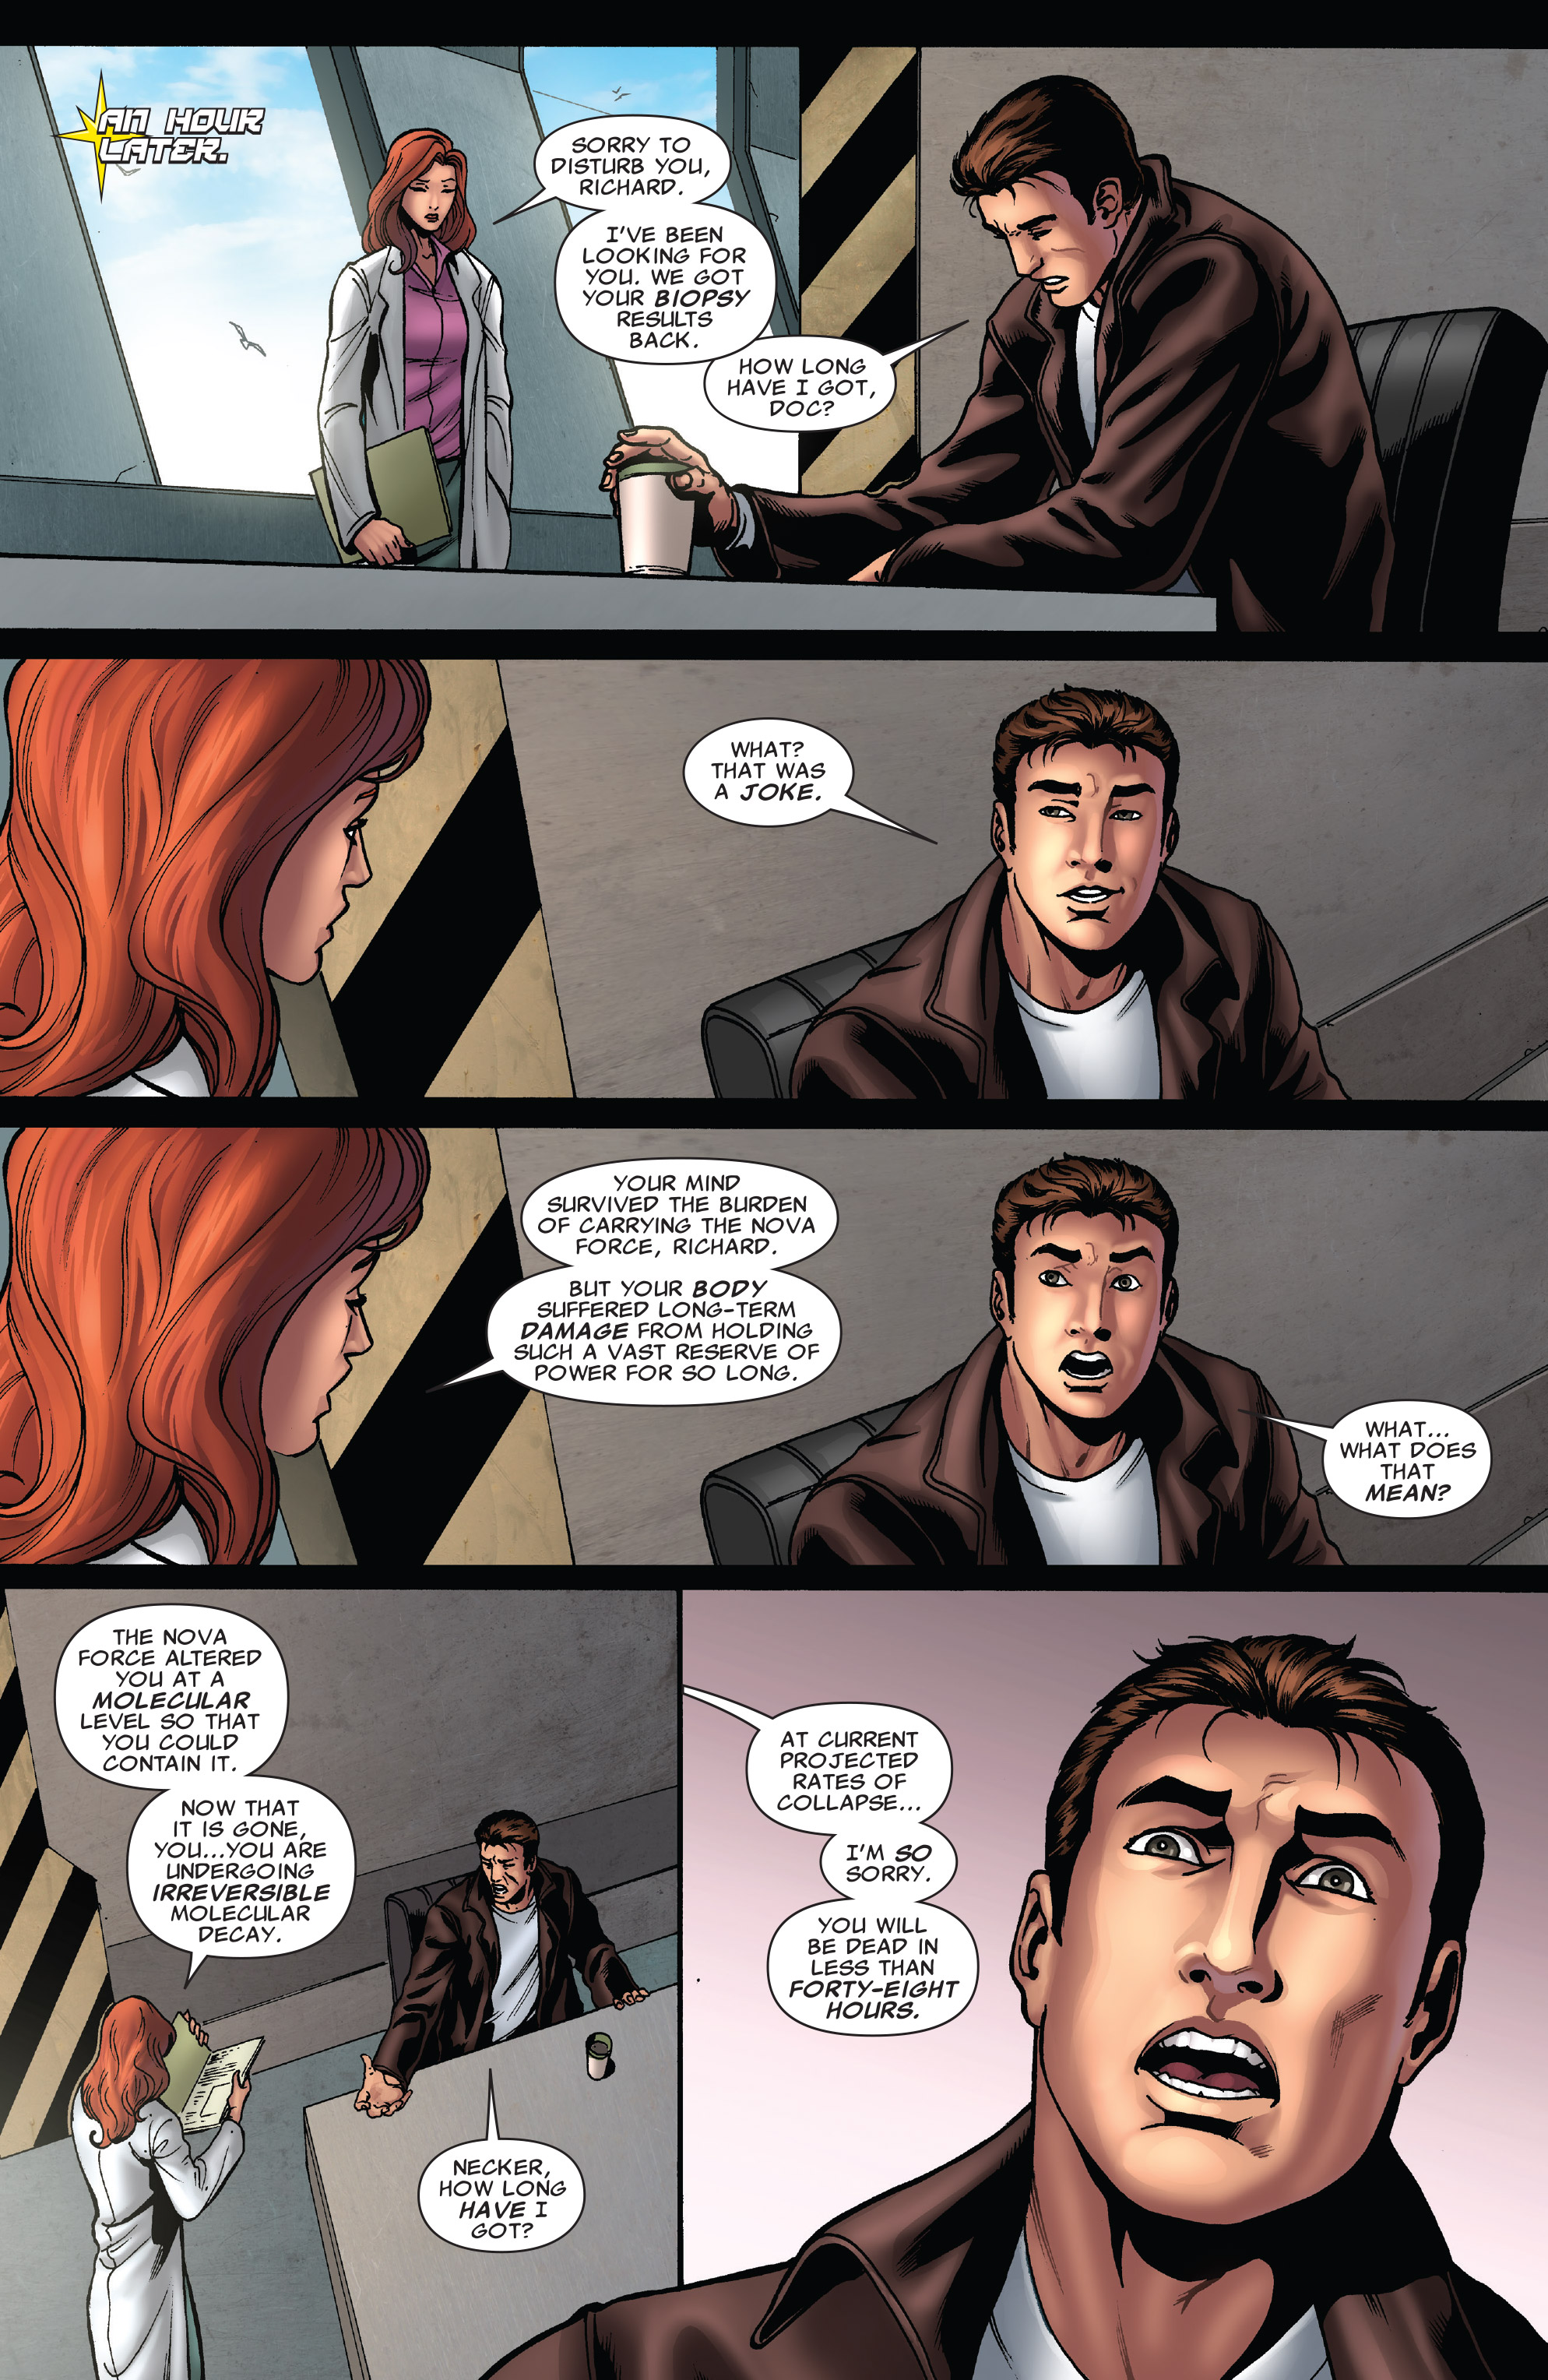 AN HOUR
LATER.
SORRY TO
DISTURB YOU,
RICHARD.
I'VE BEEN
LOOKING FOR
YOU. WE GOT
YOUR BIOPSY
RESULTS
BACK.
HOW LONG
HAVE I GOT,
DOC?
WHAT?
THAT WAS
A JOKE.
YOUR MIND
SURVIVED THE BURDEN
OF CARRYING THE NOVA
FORCE, RICHARD.
BUT YOUR BODY
SUFFERED LONG-TERM
DAMAGE FROM HOLDING
SUCH A VAST RESERVE OF
POWER FOR SO LONG.
WHAT...
WHAT DOES
THAT
MEAN?
THE NOVA
FORCE ALTERED
YOU AT A
MOLECULAR
LEVEL SO THAT
YOU COULD
CONTAIN IT.
NOW THAT
IT IS GONE,
YOU...YOU ARE
UNDERGOING
IRREVERSIBLE
MOLECULAR
DECAY.
NECKER,
HOW LONG
HAVE I
GOT?
AT CURRENT
PROJECTED
RATES OF
COLLAPSE...
I'M SO
SORRY.
YOU WILL
BE DEAD IN
LESS THAN
FORTY-EIGHT
HOURS.